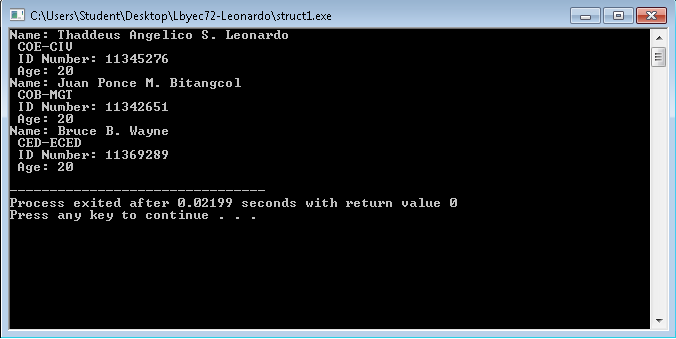 C:\Users\Student\Desktop\Lbyec72-Leonardo\struct1.exe
Name: Thaddeus Angelico S. Leonardo
COE-CIV
ID Number: 11345276
Age: 20
Name: Juan Ponce M. Bitangcol
COB-MGT
ID Number: 11342651
Age: 20
Name: Bruce B. Wayne
CED-ECED
ID Number: 11369289
Age: 20
--------------------------------
Process exited after 0.02199 seconds with return value 0
Press any key to continue . . .